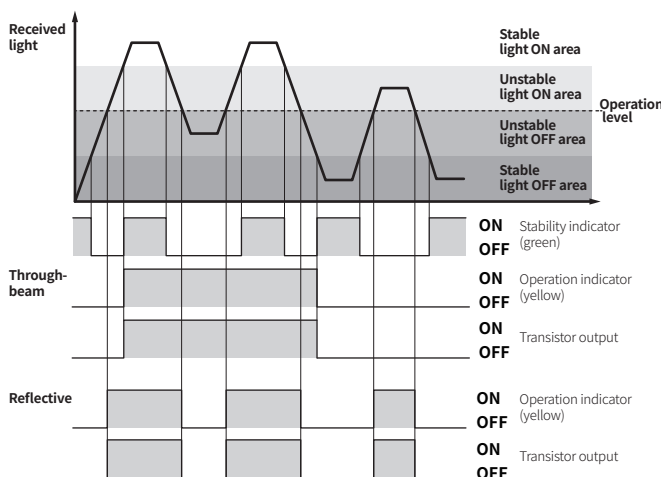 Received
light
Stable
light ON area
Unstable
light ON area
Operation
level
Unstable
light OFF area
Stable
light OFF area
ON
OFF
Stability indicator
(green)
Through-
beam
ON
OFF
Operation indicator
(yellow)
ON
OFF
Transistor output
Reflective
ON
OFF
Operation indicator
(yellow)
ON
OFF
Transistor output